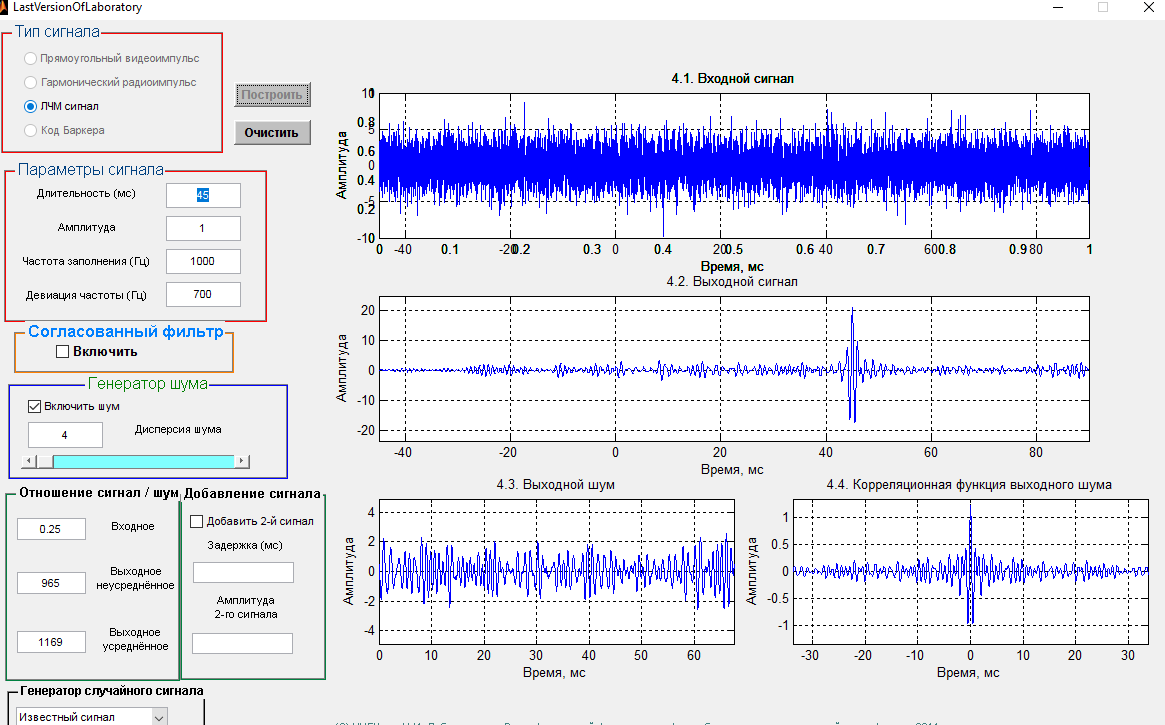 LastVersionOfLaboratory
Тип сигнала
Прямоугольный видеоимпульс
Гармонический радиоимпульс
ЛЧМ сигнал
Код Баркера
Построить
Очистить
Параметры сигнала
Длительность (мс)
45
Амплитуда
1
Частота заполнения (Гц)
1000
Девиация частоты (Гц)
700
Согласованный фильтр
Включить
Генератор шума
Включить шум
4
Дисперсия шума
Отношение сигнал / шум
0.25
Входное
965
Выходное
неусреднённое
1169
Выходное
усреднённое
Добавление сигнала
Добавить 2-й сигнал
Задержка (мс)
Амплитуда
2-го сигнала
Генератор случайного сигнала
Известный сигнал
4.1. Входной сигнал
Амплитуда
10
1
0.8
5
0.6
0
0.4
-5
0.2
-10
0
-40 0.1 -20 0.2 0.3 0 0.4 20 0.5 0.6 40 0.7 60 0.8 0.9 80 1
Время, мс
4.2. Выходной сигнал
Амплитуда
20
10
0
-10
-20
-40 -20 0 20 40 60 80
Время, мс
4.3. Выходной шум
Амплитуда
4
2
0
-2
-4
0 10 20 30 40 50 60
Время, мс
4.4. Корреляционная функция выходного шума
Амплитуда
1
0.5
0
-0.5
-1
-30 -20 -10 0 10 20 30
Время, мс